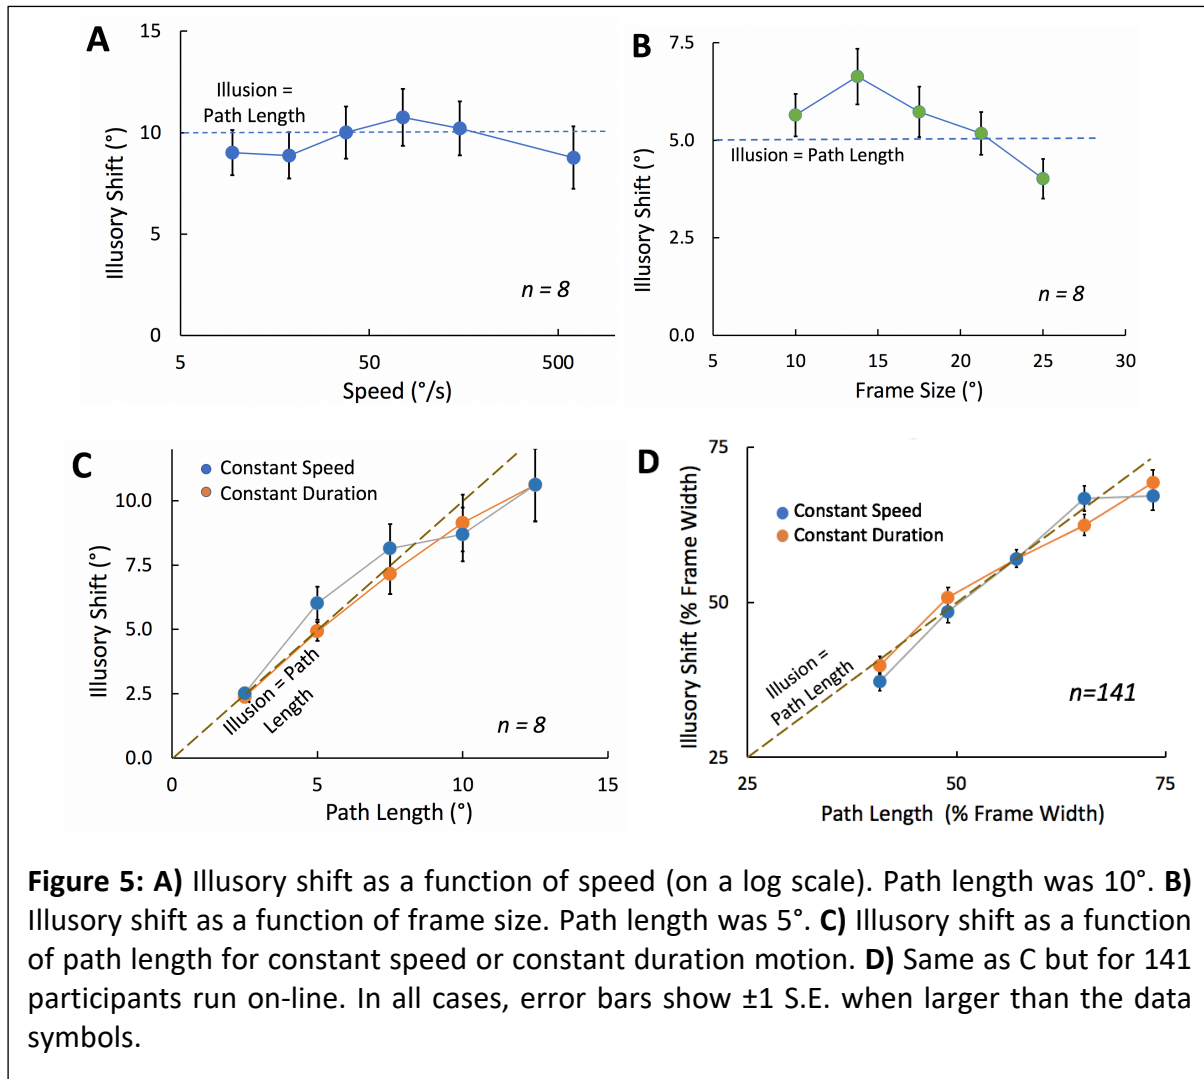 A
15
10
5
0
Illusory Shift (°)
Illusion =
Path Length
n = 8
5
50
500
Speed (°/s)
B
7.5
5.0
2.5
0.0
Illusory Shift (°)
Illusion = Path Length
n = 8
5
10
15
20
25
30
Frame Size (°)
C
Constant Speed
Constant Duration
10.0
7.5
5.0
2.5
0.0
Illusory Shift (°)
Illusion = Path
Length
n = 8
0
5
10
15
Path Length (°)
D
75
50
25
Illusory Shift (% Frame Width)
Constant Speed
Constant Duration
Illusion =
Path Length
n=141
25
50
75
Path Length (% Frame Width)
Figure 5: A) Illusory shift as a function of speed (on a log scale). Path length was 10°. B)
Illusory shift as a function of frame size. Path length was 5°. C) Illusory shift as a function
of path length for constant speed or constant duration motion. D) Same as C but for 141
participants run on-line. In all cases, error bars show ±1 S.E. when larger than the data
symbols.